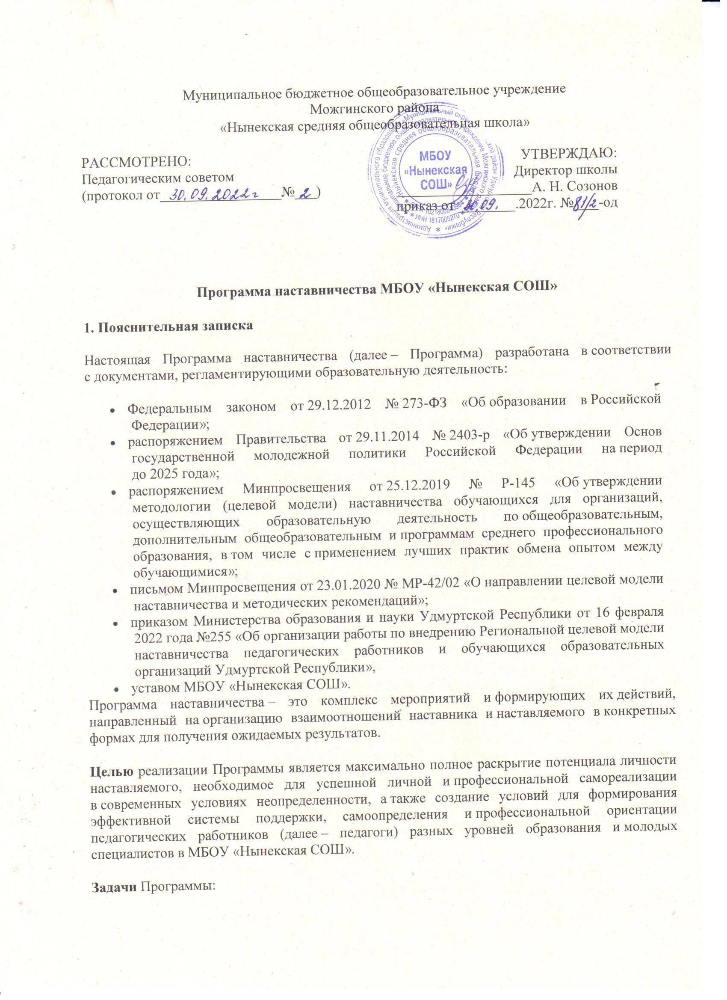 Муниципальное бюджетное общеобразовательное учреждение
Можгинского района
«Нынекская средняя общеобразовательная школа»
РАССМОТРЕНО:
Педагогическим советом
(протокол от 30.09.2022г № 2 )
УТВЕРЖДАЮ:
Директор школы
А. Н. Созонов
приказ от 30.09. .2022г. №81/2-од
МБОУ
«Нынекская
СОШ»
Программа наставничества МБОУ «Нынекская СОШ»
1. Пояснительная записка
Настоящая Программа наставничества (далее – Программа) разработана в соответствии
с документами, регламентирующими образовательную деятельность:
• Федеральным законом от 29.12.2012 № 273-ФЗ «Об образовании в Российской
Федерации»;
• распоряжением Правительства от 29.11.2014 № 2403-р «Об утверждении Основ
государственной молодежной политики Российской Федерации на период
до 2025 года»;
• распоряжением Минпросвещения от 25.12.2019 № Р-145 «Об утверждении
методологии (целевой модели) наставничества обучающихся для организаций,
осуществляющих образовательную деятельность по общеобразовательным,
дополнительным общеобразовательным и программам среднего профессионального
образования, в том числе с применением лучших практик обмена опытом между
обучающимися»;
• письмом Минпросвещения от 23.01.2020 № МР-42/02 «О направлении целевой модели
наставничества и методических рекомендаций»;
• приказом Министерства образования и науки Удмуртской Республики от 16 февраля
2022 года №255 «Об организации работы по внедрению Региональной целевой модели
наставничества педагогических работников и обучающихся образовательных
организаций Удмуртской Республики»,
• уставом МБОУ «Нынекская СОШ».
Программа наставничества – это комплекс мероприятий и формирующих их действий,
направленный на организацию взаимоотношений наставника и наставляемого в конкретных
формах для получения ожидаемых результатов.
Целью реализации Программы является максимально полное раскрытие потенциала личности
наставляемого, необходимое для успешной личной и профессиональной самореализации
в современных условиях неопределенности, а также создание условий для формирования
эффективной системы поддержки, самоопределения и профессиональной ориентации
педагогических работников (далее – педагоги) разных уровней образования и молодых
специалистов в МБОУ «Нынекская СОШ».
Задачи Программы: